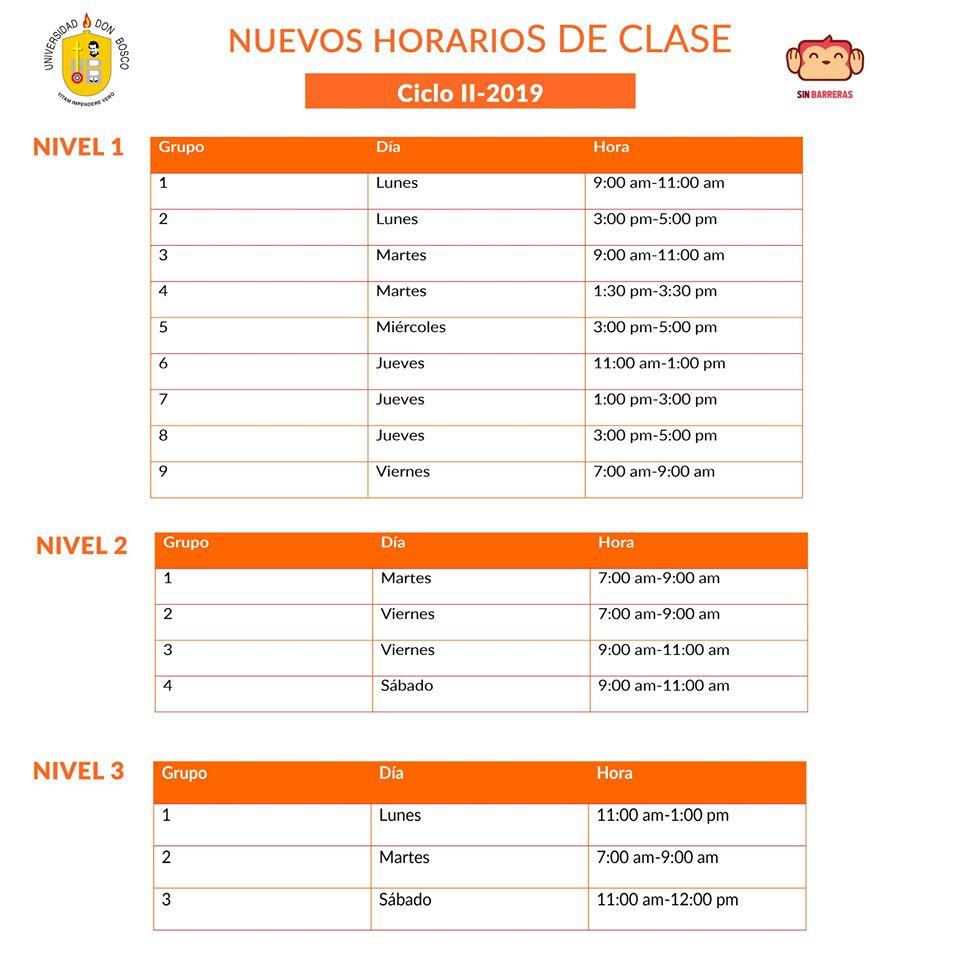 UNIVERSIDAD DON BOSCO
VITAM IMPENDERE VERO
NUEVOS HORARIOS DE CLASE
Ciclo II-2019
SIN BARRERAS
NIVEL 1
Grupo Día Hora
1 Lunes 9:00 am-11:00 am
2 Lunes 3:00 pm-5:00 pm
3 Martes 9:00 am-11:00 am
4 Martes 1:30 pm-3:30 pm
5 Miércoles 3:00 pm-5:00 pm
6 Jueves 11:00 am-1:00 pm
7 Jueves 1:00 pm-3:00 pm
8 Jueves 3:00 pm-5:00 pm
9 Viernes 7:00 am-9:00 am
NIVEL 2
Grupo Día Hora
1 Martes 7:00 am-9:00 am
2 Viernes 7:00 am-9:00 am
3 Viernes 9:00 am-11:00 am
4 Sábado 9:00 am-11:00 am
NIVEL 3
Grupo Día Hora
1 Lunes 11:00 am-1:00 pm
2 Martes 7:00 am-9:00 am
3 Sábado 11:00 am-12:00 pm